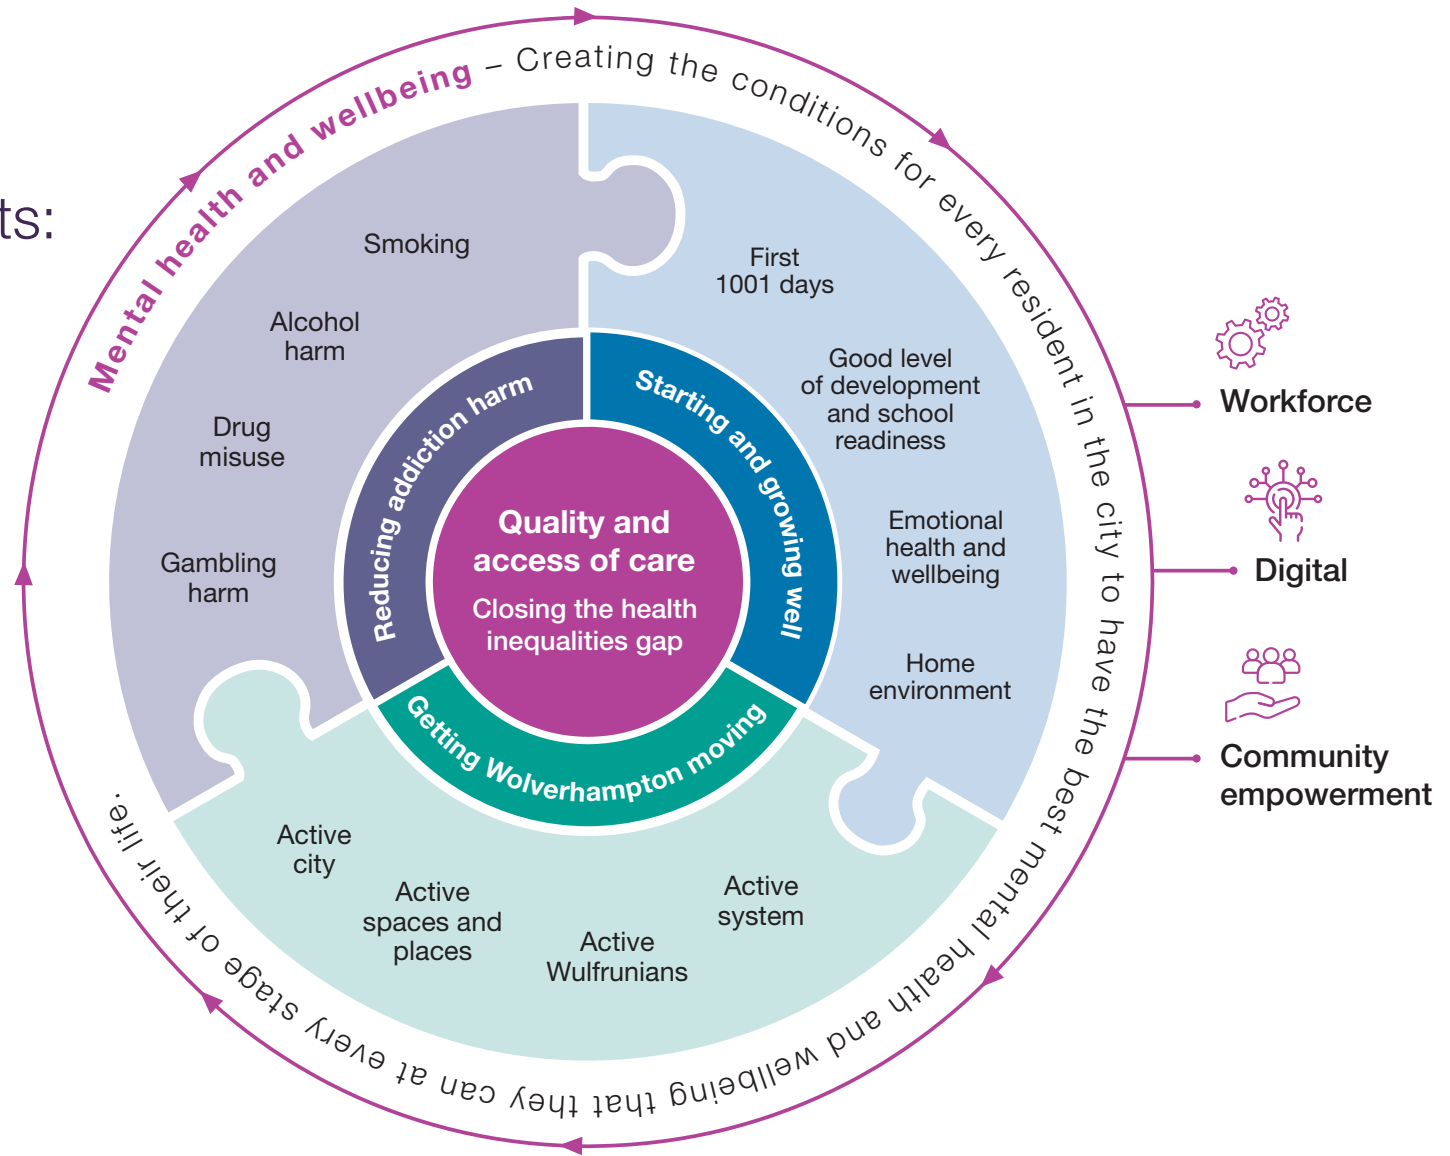 ts:
Mental health and wellbeing – Creating the conditions for every resident in the city to have the best mental health and wellbeing that they can at every stage of their life.
Smoking
Alcohol
harm
Drug
misuse
Gambling
harm
First
1001 days
Good level
of development
and school
readiness
Emotional
health and
wellbeing
Home
environment
Reducing addiction harm
Starting and growing well
Getting Wolverhampton moving
Quality and
access of care
Closing the health
inequalities gap
Active
city
Active
spaces and
places
Active
Wulfrunians
Active
system
Workforce
Digital
Community
empowerment